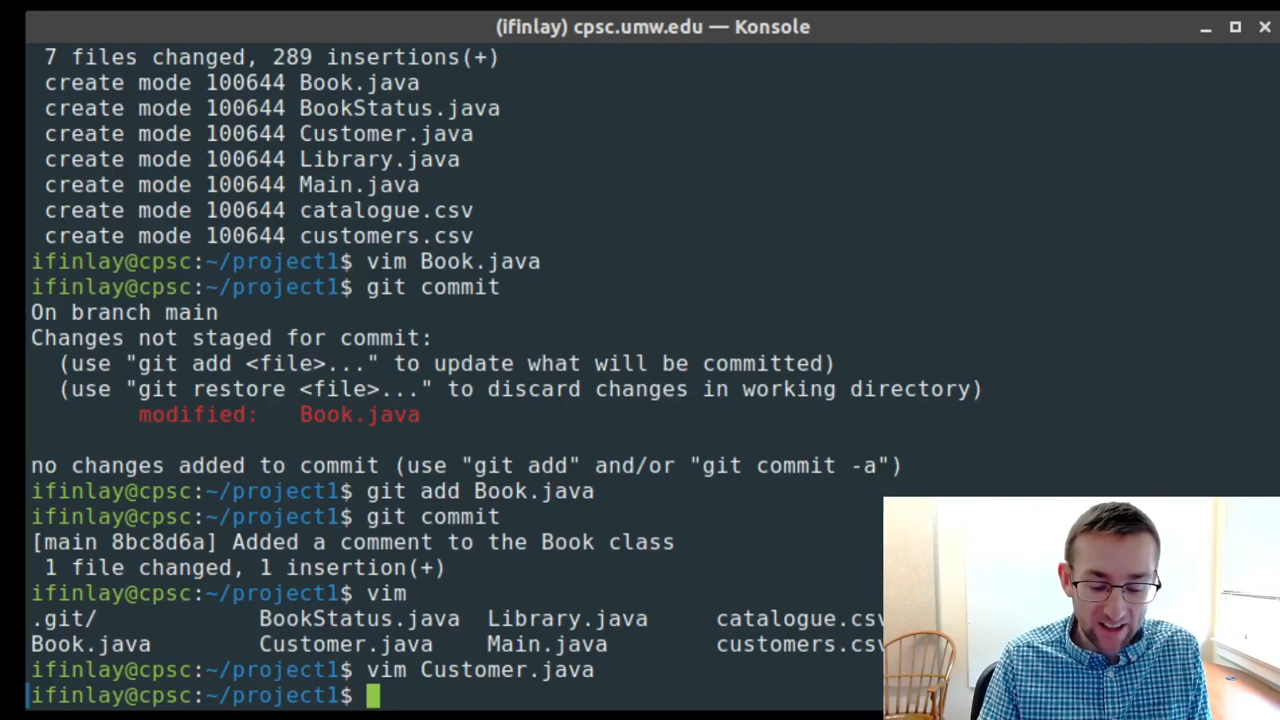 (ifinlay) cpsc.umw.edu — Konsole
7 files changed, 289 insertions(+)
create mode 100644 Book.java
create mode 100644 BookStatus.java
create mode 100644 Customer.java
create mode 100644 Library.java
create mode 100644 Main.java
create mode 100644 catalogue.csv
create mode 100644 customers.csv
ifinlay@cpsc:~/project1$ vim Book.java
ifinlay@cpsc:~/project1$ git commit
On branch main
Changes not staged for commit:
(use "git add <file>..." to update what will be committed)
(use "git restore <file>..." to discard changes in working directory)
modified: Book.java
no changes added to commit (use "git add" and/or "git commit -a")
ifinlay@cpsc:~/project1$ git add Book.java
ifinlay@cpsc:~/project1$ git commit
[main 8bc8d6a] Added a comment to the Book class
1 file changed, 1 insertion(+)
ifinlay@cpsc:~/project1$ vim
.git/ BookStatus.java Library.java catalogue.csv
Book.java Customer.java Main.java customers.csv
ifinlay@cpsc:~/project1$ vim Customer.java
ifinlay@cpsc:~/project1$